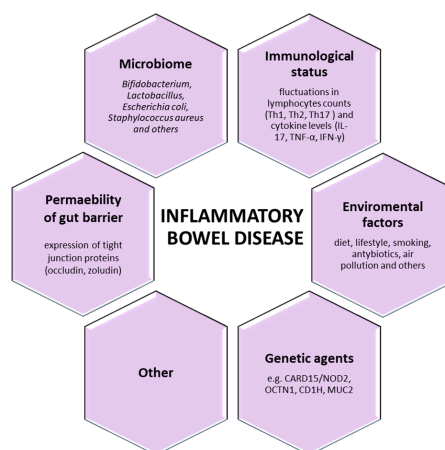 Microbiome
Bifidobacterium,
Lactobacillus,
Escherichia coli,
Staphylococcus aureus
and others
Immunological
status
fluctuations in
lymphocytes counts
(Th1, Th2, Th17 ) and
cytokine levels (IL-
17, TNF-α, IFN-γ)
Permaebility
of gut barrier
expression of tight
junction proteins
(occludin, zoludin)
INFLAMMATORY
BOWEL DISEASE
Enviromental
factors
diet, lifestyle, smoking,
antybiotics, air
pollution and others
Other
Genetic agents
e.g. CARD15/NOD2,
OCTN1, CD1H, MUC2